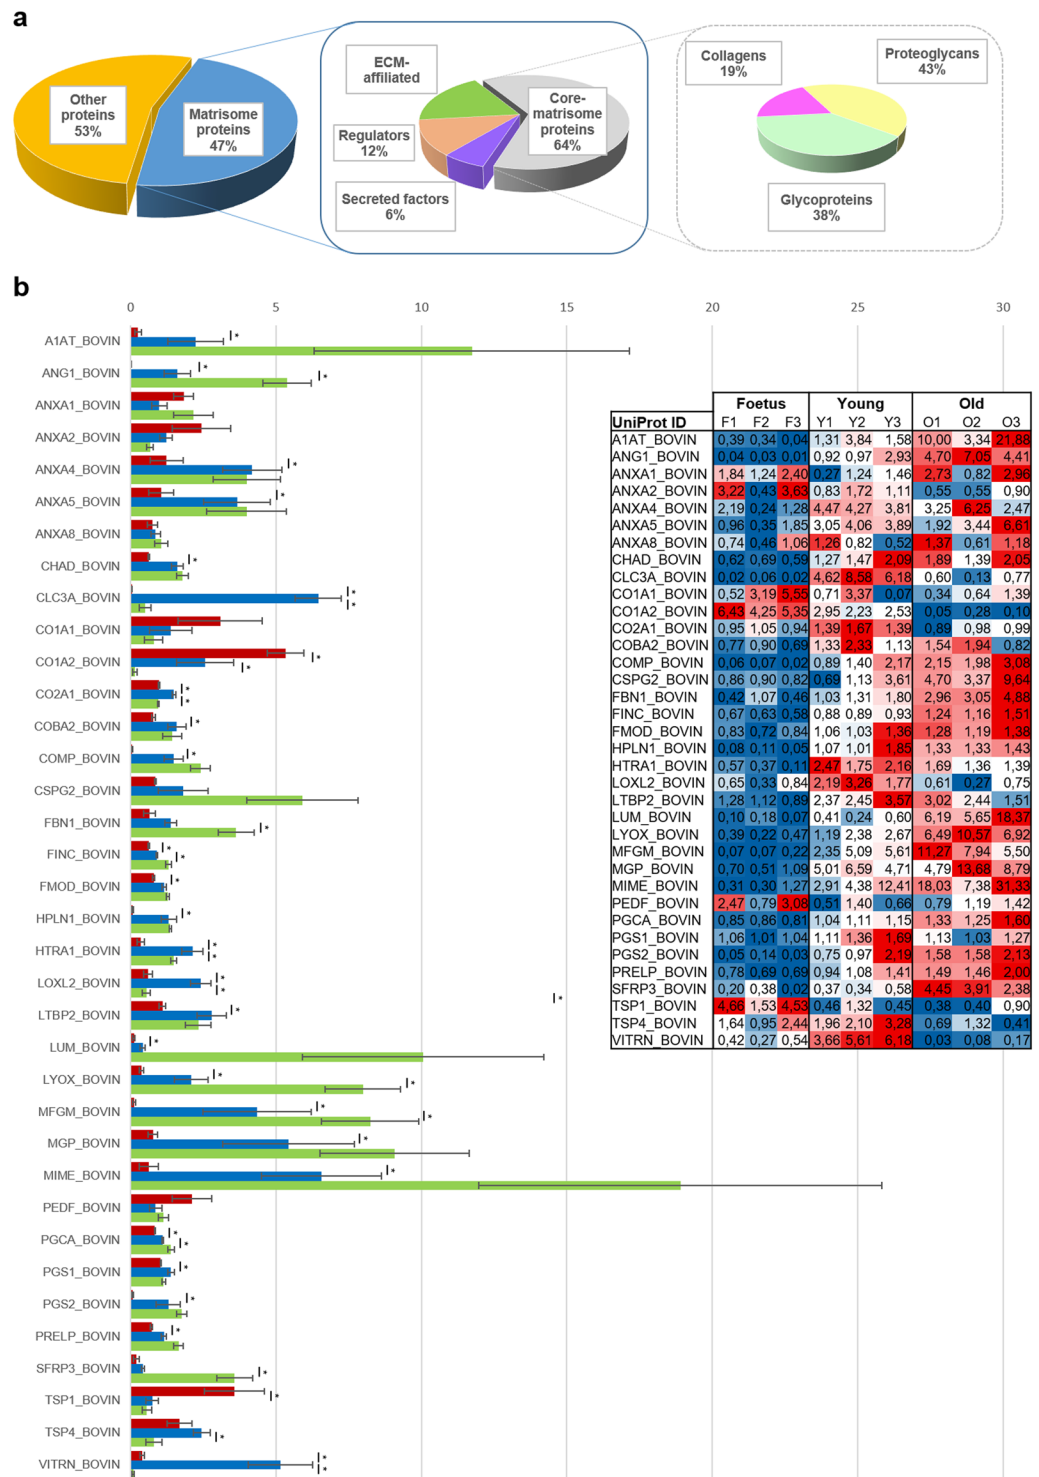 a
Other
proteins
53%
Matrisome
proteins
47%
ECM-
affiliated
Regulators
12%
Secreted factors
6%
Core-
matrisome
proteins
64%
Collagens
19%
Proteoglycans
43%
Glycoproteins
38%
b
0 5 10 15 20 25 30
A1AT_BOVIN
ANG1_BOVIN
ANXA1_BOVIN
ANXA2_BOVIN
ANXA4_BOVIN
ANXA5_BOVIN
ANXA8_BOVIN
CHAD_BOVIN
CLC3A_BOVIN
CO1A1_BOVIN
CO1A2_BOVIN
CO2A1_BOVIN
COBA2_BOVIN
COMP_BOVIN
CSPG2_BOVIN
FBN1_BOVIN
FINC_BOVIN
FMOD_BOVIN
HPLN1_BOVIN
HTRA1_BOVIN
LOXL2_BOVIN
LTBP2_BOVIN
LUM_BOVIN
LYOX_BOVIN
MFGM_BOVIN
MGP_BOVIN
MIME_BOVIN
PEDF_BOVIN
PGCA_BOVIN
PGS1_BOVIN
PGS2_BOVIN
PRELP_BOVIN
SFRP3_BOVIN
TSP1_BOVIN
TSP4_BOVIN
VITRN_BOVIN
Foetus Young Old
UniProt ID F1 F2 F3 Y1 Y2 Y3 O1 O2 O3
A1AT_BOVIN 0,39 0,34 0,04 1,31 3,84 1,58 10,00 3,34 21,88
ANG1_BOVIN 0,04 0,03 0,01 0,92 0,97 2,93 4,70 7,05 4,41
ANXA1_BOVIN 1,84 1,24 2,40 0,27 1,24 1,46 2,73 0,82 2,96
ANXA2_BOVIN 3,22 0,43 3,63 0,83 1,72 1,11 0,55 0,55 0,90
ANXA4_BOVIN 2,19 0,24 1,28 4,47 4,27 3,81 3,25 6,25 2,47
ANXA5_BOVIN 0,96 0,35 1,85 3,05 4,06 3,89 1,92 3,44 6,61
ANXA8_BOVIN 0,74 0,46 1,06 1,26 0,82 0,52 1,37 0,61 1,18
CHAD_BOVIN 0,62 0,69 0,59 1,27 1,47 2,09 1,89 1,39 2,05
CLC3A_BOVIN 0,02 0,06 0,02 4,62 8,58 6,18 0,60 0,13 0,77
CO1A1_BOVIN 0,52 3,19 5,55 0,71 3,37 0,07 0,34 0,64 1,39
CO1A2_BOVIN 6,43 4,25 5,35 2,95 2,23 2,53 0,05 0,28 0,10
CO2A1_BOVIN 0,95 1,05 0,94 1,39 1,67 1,39 0,89 0,98 0,99
COBA2_BOVIN 0,77 0,90 0,69 1,33 2,33 1,13 1,54 1,94 0,82
COMP_BOVIN 0,06 0,07 0,02 0,89 1,40 2,17 2,15 1,98 3,08
CSPG2_BOVIN 0,86 0,90 0,82 0,69 1,13 3,61 4,70 3,37 9,64
FBN1_BOVIN 0,42 1,07 0,46 1,03 1,31 1,80 2,96 3,05 4,88
FINC_BOVIN 0,67 0,63 0,58 0,88 0,89 0,93 1,24 1,16 1,51
FMOD_BOVIN 0,83 0,72 0,84 1,06 1,03 1,36 1,28 1,19 1,38
HPLN1_BOVIN 0,08 0,11 0,05 1,07 1,01 1,85 1,33 1,33 1,43
HTRA1_BOVIN 0,57 0,37 0,11 2,47 1,75 2,16 1,69 1,36 1,39
LOXL2_BOVIN 0,65 0,33 0,84 2,19 3,26 1,77 0,61 0,27 0,75
LTBP2_BOVIN 1,28 1,12 0,89 2,37 2,45 3,57 3,02 2,44 1,51
LUM_BOVIN 0,10 0,18 0,07 0,41 0,24 0,60 6,19 5,65 18,37
LYOX_BOVIN 0,39 0,22 0,47 1,19 2,38 2,67 6,49 10,57 6,92
MFGM_BOVIN 0,07 0,07 0,22 2,35 5,09 5,61 11,27 7,94 5,50
MGP_BOVIN 0,70 0,51 1,09 5,01 6,59 4,71 4,79 13,68 8,79
MIME_BOVIN 0,31 0,30 1,27 2,91 4,38 12,41 18,03 7,38 31,33
PEDF_BOVIN 2,47 0,79 3,08 0,51 1,40 0,66 0,79 1,19 1,42
PGCA_BOVIN 0,85 0,86 0,81 1,04 1,11 1,15 1,33 1,25 1,60
PGS1_BOVIN 1,06 1,01 1,04 1,11 1,36 1,69 1,13 1,03 1,27
PGS2_BOVIN 0,05 0,14 0,03 0,75 0,97 2,19 1,58 1,58 2,13
PRELP_BOVIN 0,78 0,69 0,69 0,94 1,08 1,41 1,49 1,46 2,00
SFRP3_BOVIN 0,20 0,38 0,02 0,37 0,34 0,58 4,45 3,91 2,38
TSP1_BOVIN 4,66 1,53 4,53 0,46 1,32 0,45 0,38 0,40 0,90
TSP4_BOVIN 1,64 0,95 2,44 1,96 2,10 3,28 0,69 1,32 0,41
VITRN_BOVIN 0,42 0,27 0,54 3,66 5,61 6,18 0,03 0,08 0,17